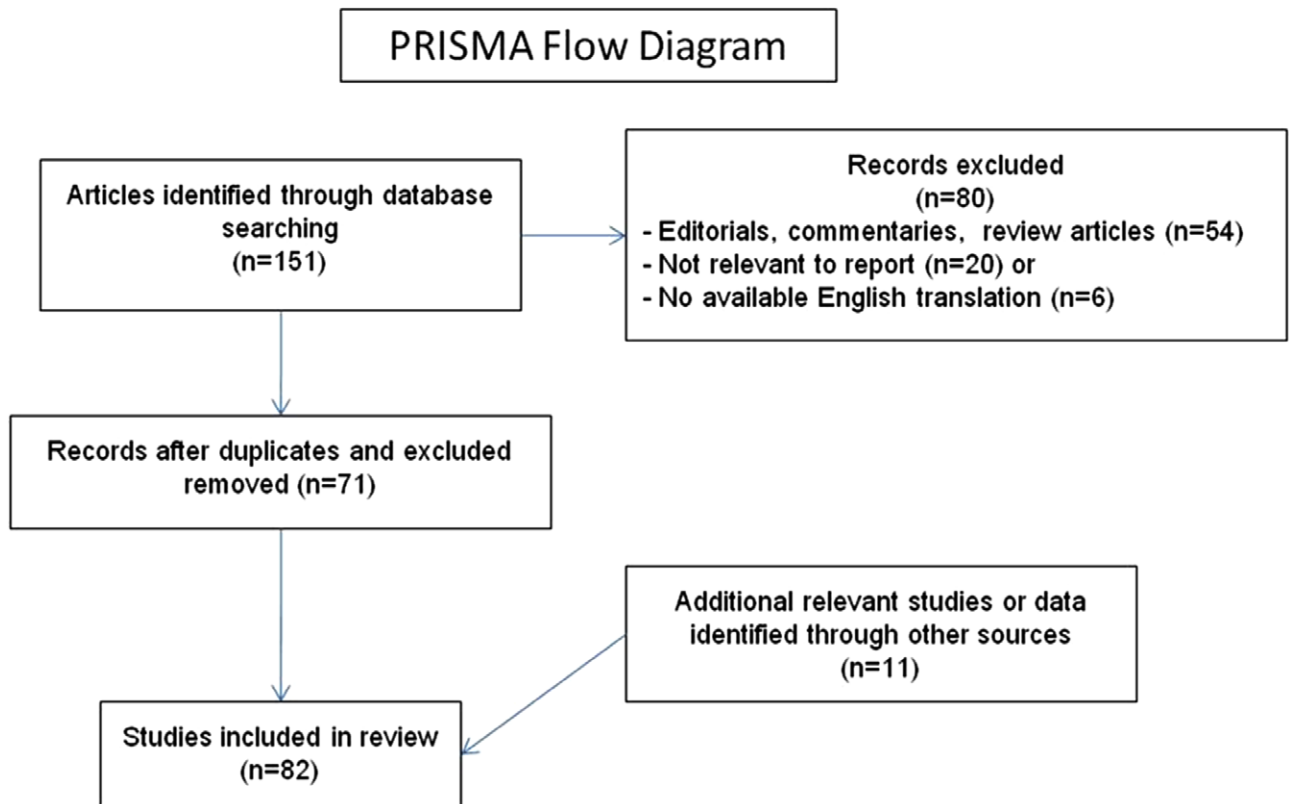 PRISMA Flow Diagram
Articles identified through database
searching
(n=151)
Records excluded
(n=80)
- Editorials, commentaries, review articles (n=54)
- Not relevant to report (n=20) or
- No available English translation (n=6)
Records after duplicates and excluded
removed (n=71)
Additional relevant studies or data
identified through other sources
(n=11)
Studies included in review
(n=82)